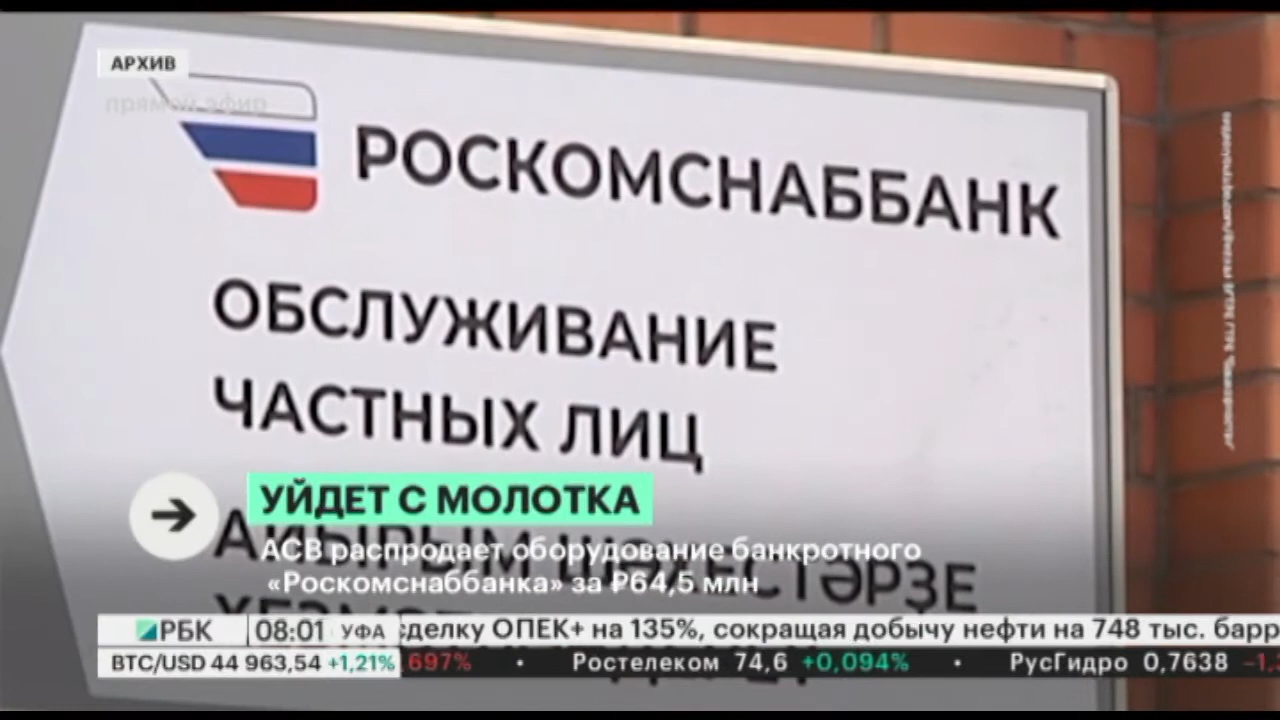 АРХИВ
прямой эфир
РОСКОМСНАББАНК
ОБСЛУЖИВАНИЕ
ЧАСТНЫХ ЛИЦ
АЙЫРЫМ ШӘХЕСТӘРҘЕ
УЙДЕТ С МОЛОТКА
АСВ распродает оборудование банкротного
«Роскомснаббанка» за ₽64,5 млн
РБК 08:01 УФА сделку ОПЕК+ на 135%, сокращая добычу нефти на 748 тыс. барр
BTC/USD 44 963,54 +1,21% 697% • Ростелеком 74,6 +0,094% • РусГидро 0,7638